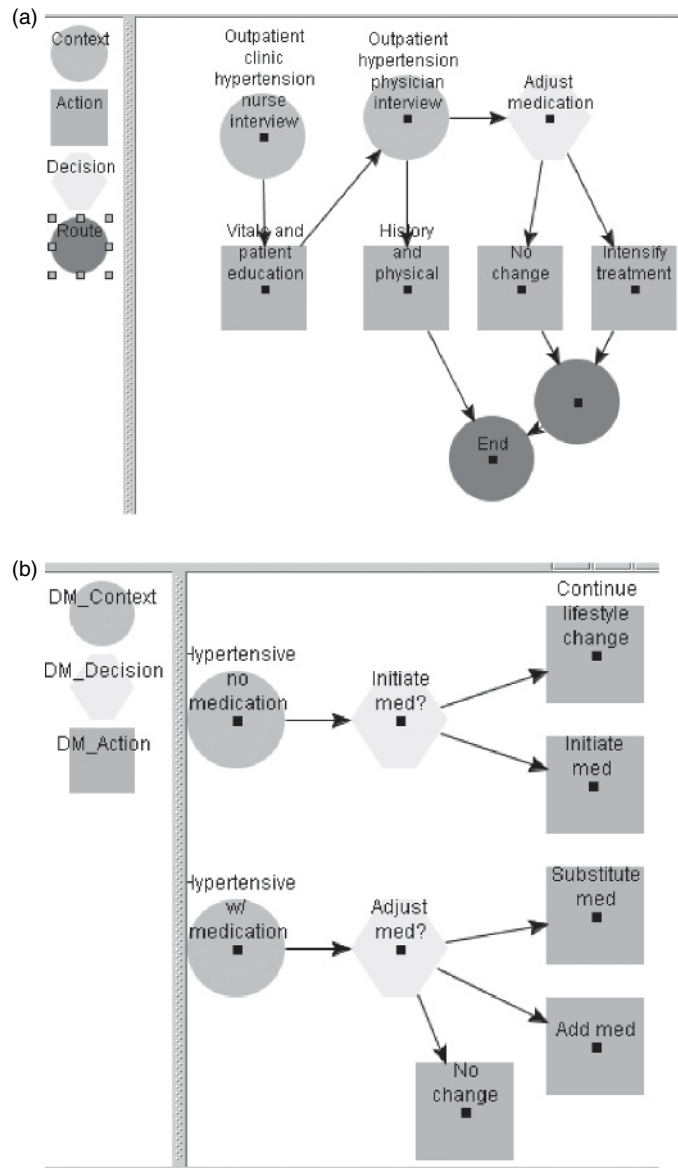 (a)
Context
Action
Decision
Route
Outpatient
clinic
hypertension
nurse
interview
Outpatient
hypertension
physician
interview
Adjust
medication
Vitals and
patient
education
History
and
physical
No
change
Intensify
treatment
End
(b)
DM_Context
DM_Decision
DM_Action
Hypertensive
no
medication
Initiate
med?
Continue
lifestyle
change
Initiate
med
Hypertensive
w/
medication
Adjust
med?
Substitute
med
Add med
No
change